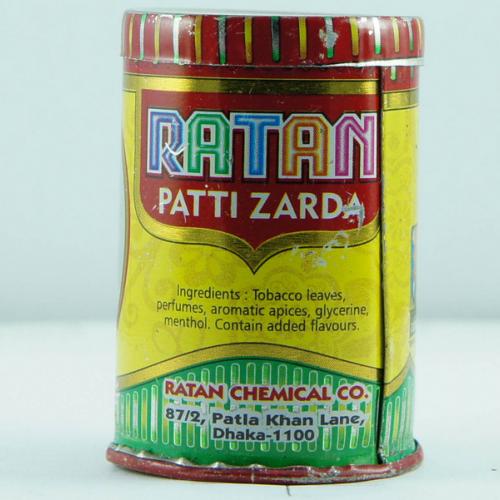 RATAN
PATTI ZARDA
Ingredients : Tobacco leaves,
perfumes, aromatic apices, glycerine,
menthol. Contain added flavours.
RATAN CHEMICAL CO.
87/2, Patla Khan Lane,
Dhaka-1100